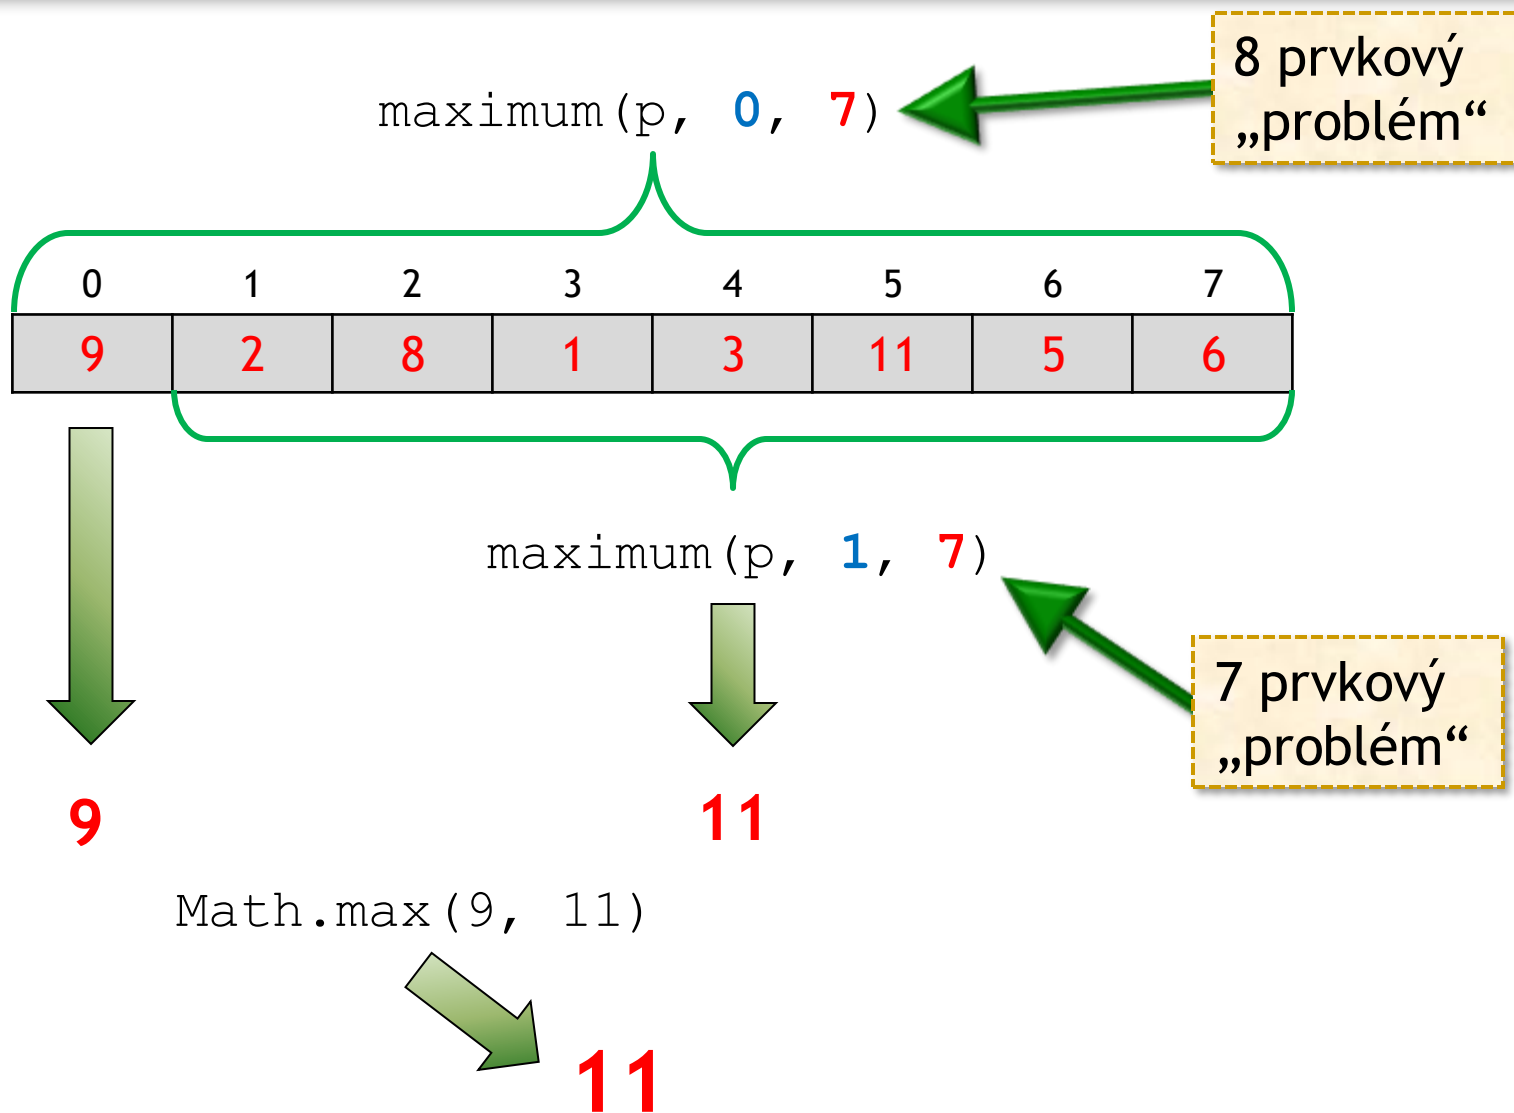 8 prvkový
„problém“
maximum(p, 0, 7)
0 1 2 3 4 5 6 7
9 2 8 1 3 11 5 6
maximum(p, 1, 7)
7 prvkový
„problém“
9 11
Math.max(9, 11)
11